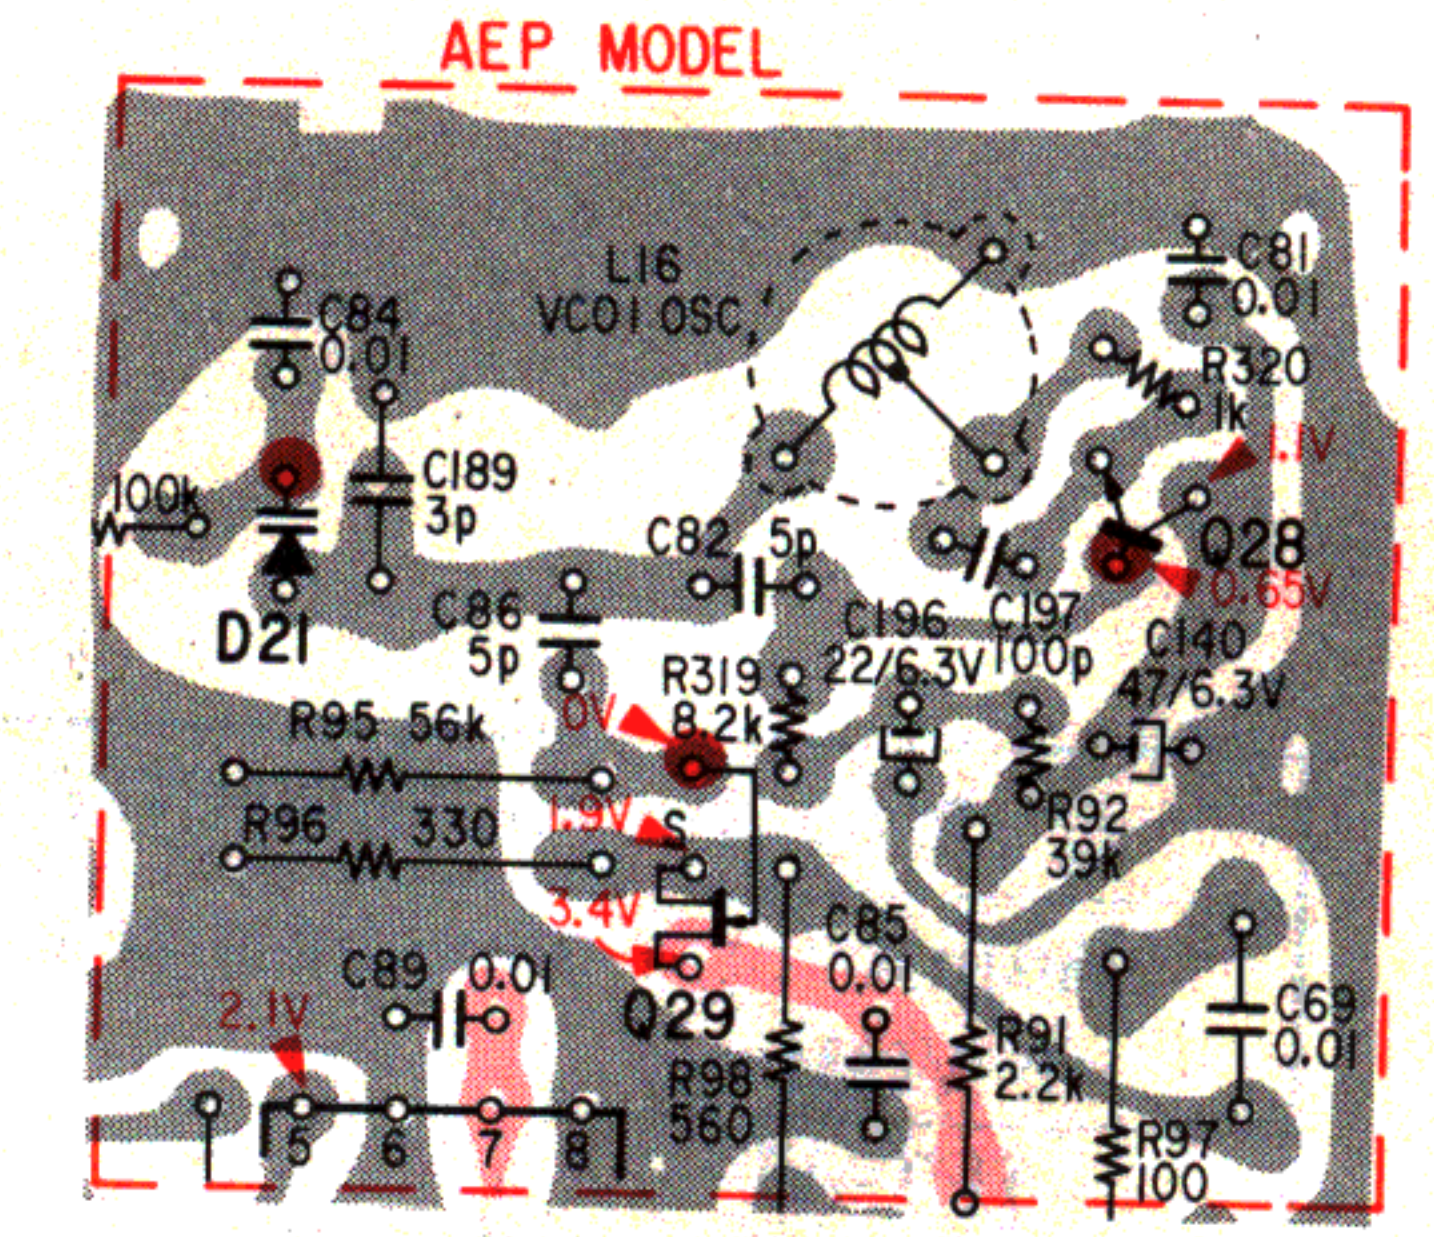 AEP MODEL
L16
VCO1 OSC
C81
0.01
C84
0.01
R320
1k
1.1V
100k
C189
3p
C82 5p
Q28
0.65V
D21
C86
5p
C196
22/6.3V
C197
100p
C140
47/6.3V
R319
8.2k
0V
R95 56k
R96 330
1.9V
S
R92
39k
3.4V
C85
0.01
C89 0.01
Q29
2.1V
C69
0.01
R91
2.2k
R98
560
R97
100
5 6 7 8